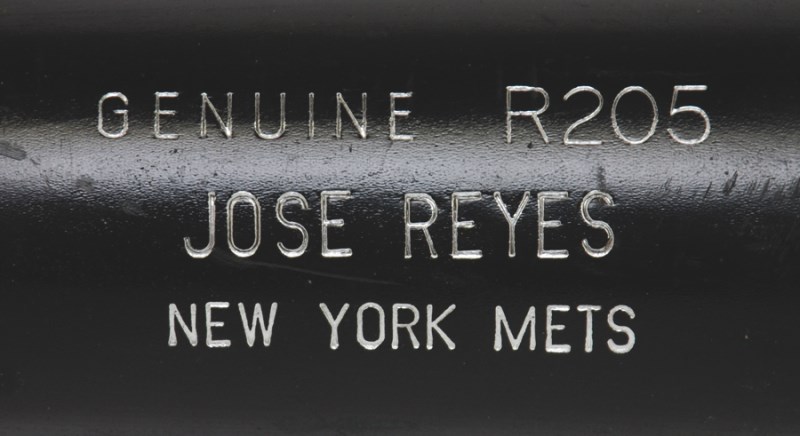 GENUINE R205
JOSE REYES
NEW YORK METS